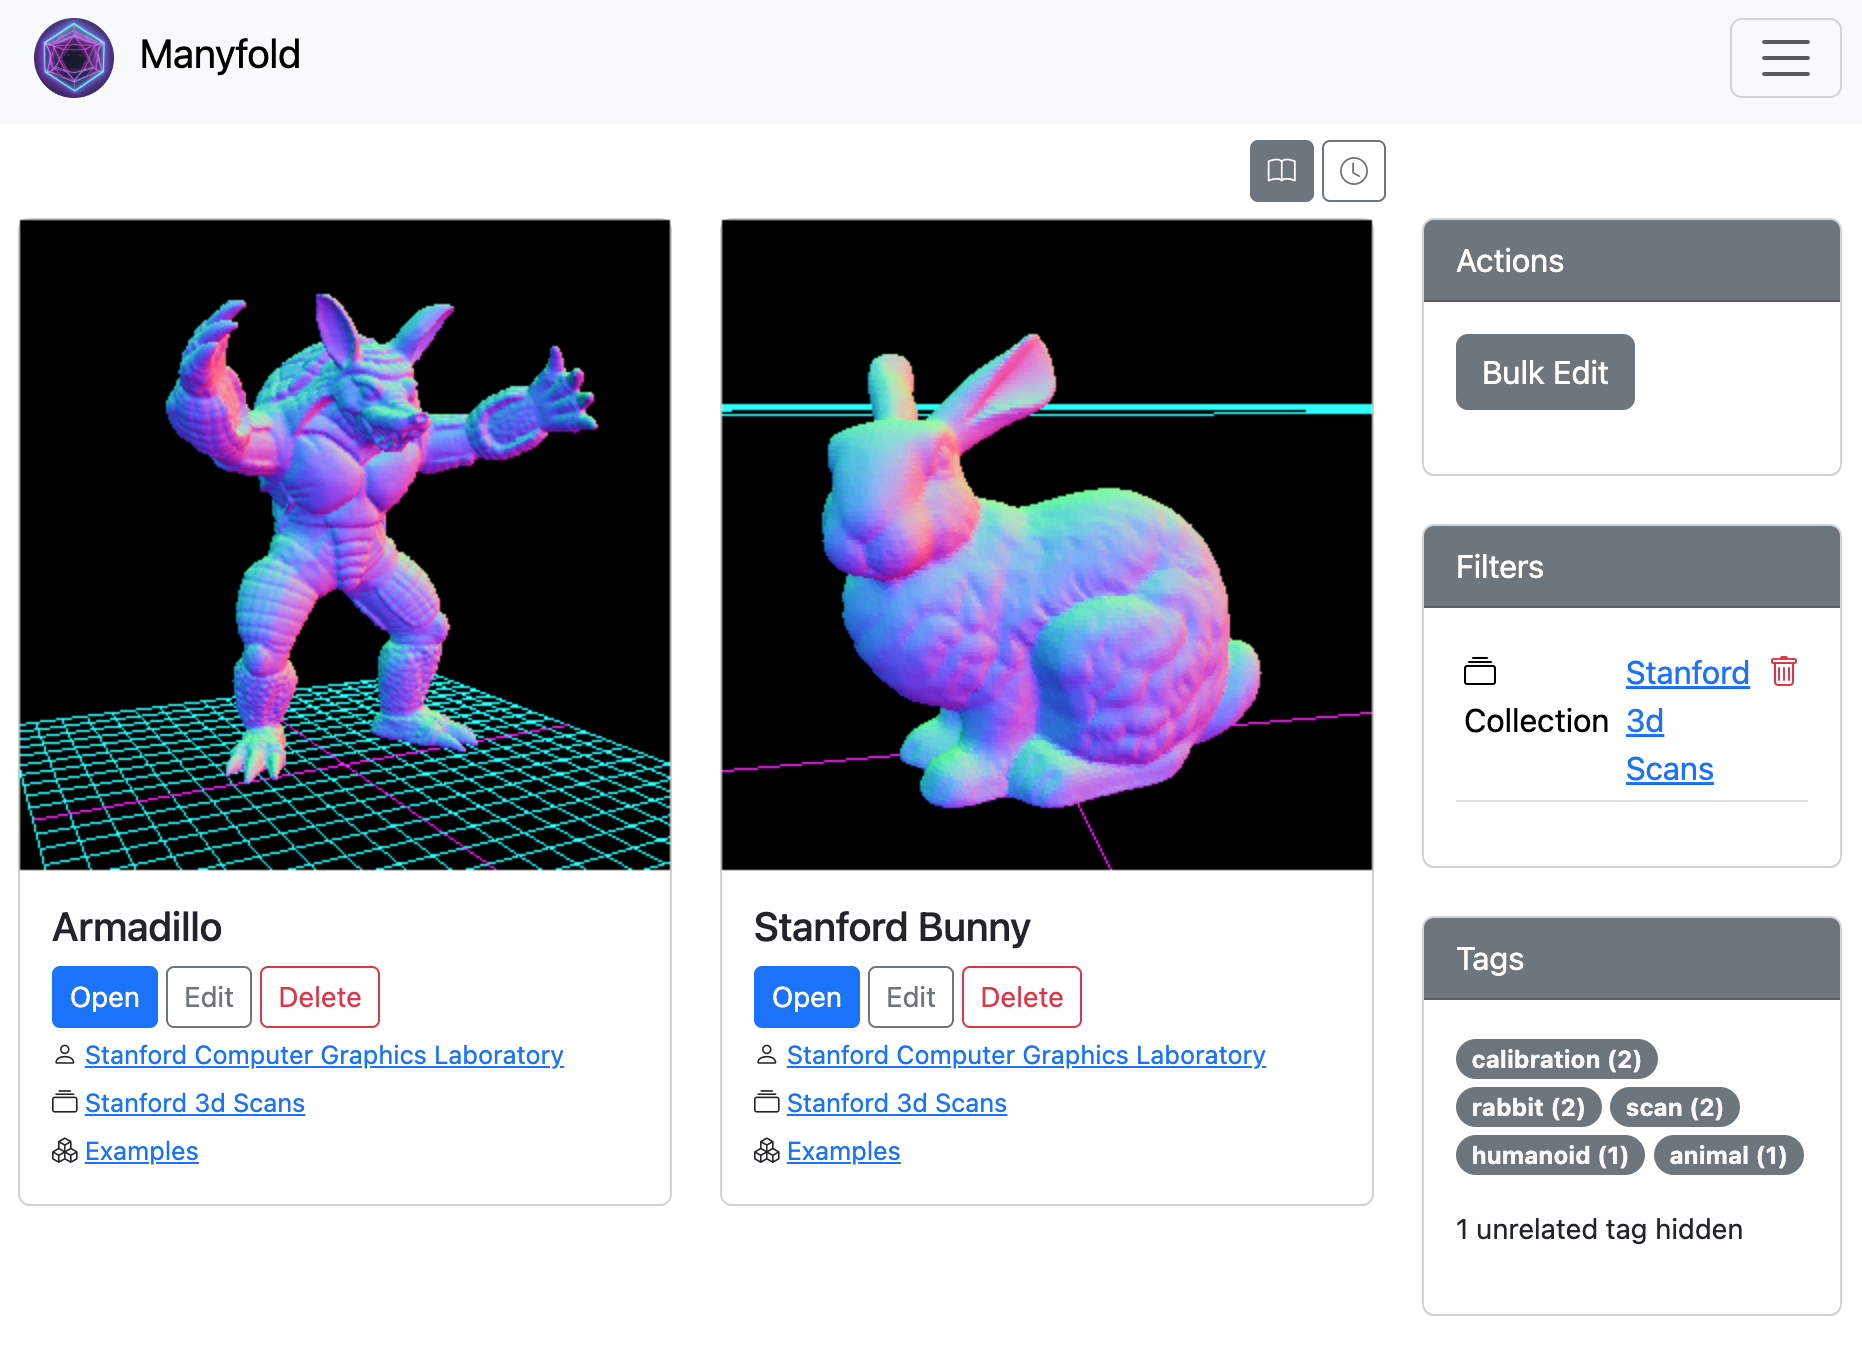 Manyfold
Armadillo
Open Edit Delete
Stanford Computer Graphics Laboratory
Stanford 3d Scans
Examples
Stanford Bunny
Open Edit Delete
Stanford Computer Graphics Laboratory
Stanford 3d Scans
Examples
Actions
Bulk Edit
Filters
Collection
Stanford
3d
Scans
Tags
calibration (2)
rabbit (2) scan (2)
humanoid (1) animal (1)
1 unrelated tag hidden